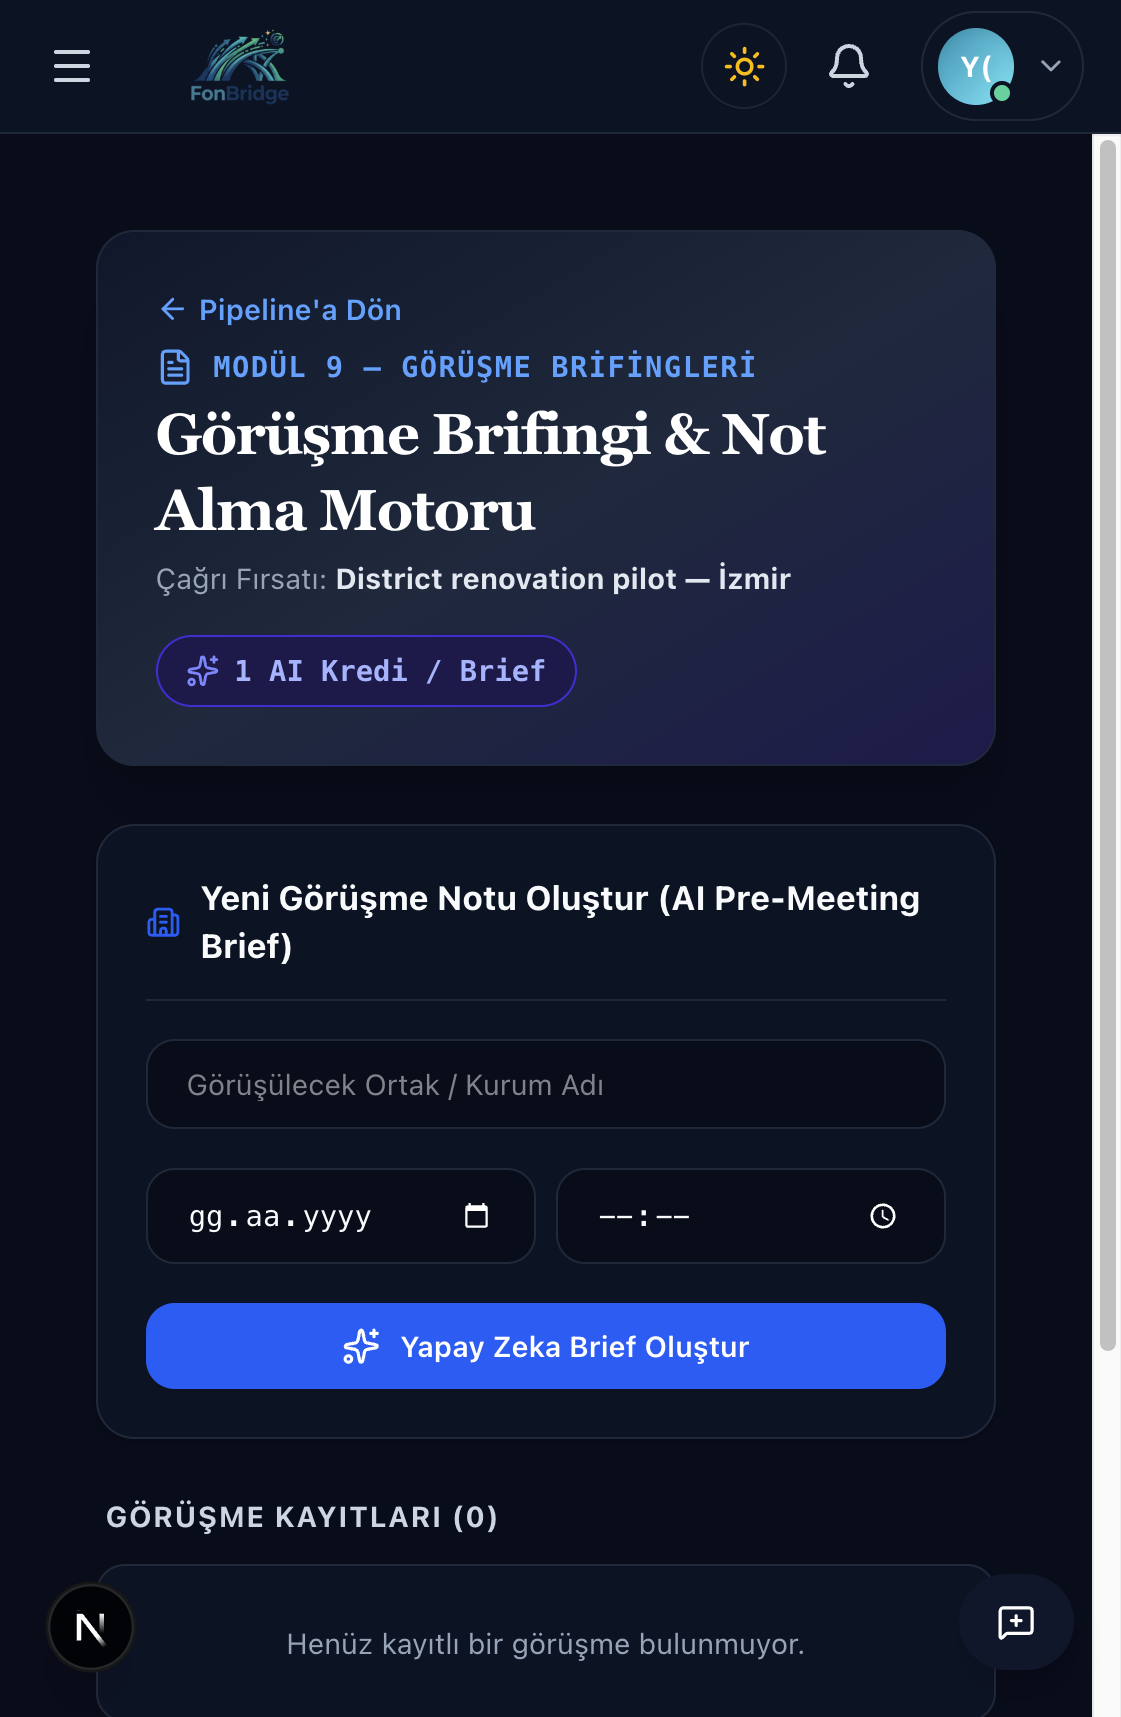 FonBridge
Y(
Pipeline'a Dön
MODÜL 9 — GÖRÜŞME BRİFİNGLERİ
Görüşme Brifingi & Not
Alma Motoru
Çağrı Fırsatı: District renovation pilot — İzmir
1 AI Kredi / Brief
Yeni Görüşme Notu Oluştur (AI Pre-Meeting
Brief)
Görüşülecek Ortak / Kurum Adı
gg.aa.yyyy
--:--
Yapay Zeka Brief Oluştur
GÖRÜŞME KAYITLARI (0)
N
Henüz kayıtlı bir görüşme bulunmuyor.